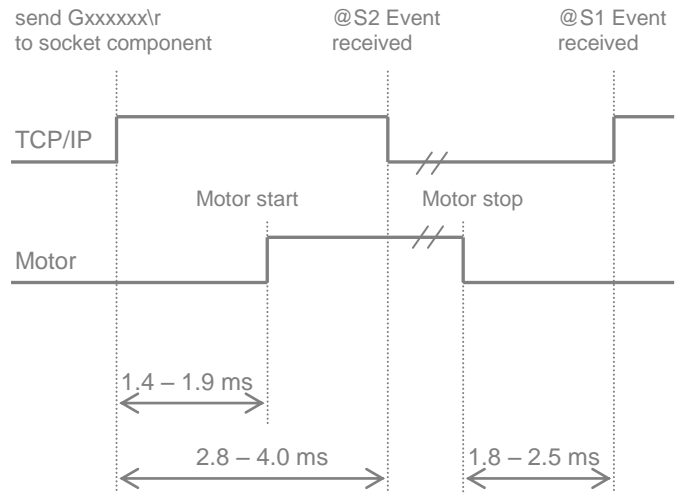 send Gxxxxxx\r
to socket component
@S2 Event
received
@S1 Event
received
TCP/IP
Motor start
Motor stop
Motor
1.4 – 1.9 ms
2.8 – 4.0 ms
1.8 – 2.5 ms